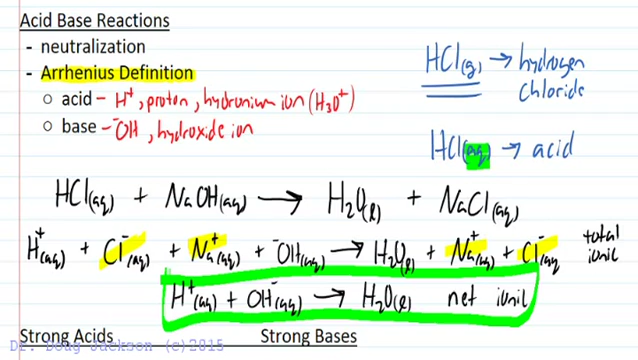 Acid Base Reactions
- neutralization
- Arrhenius Definition
○ acid – H⁺, proton, hydronium ion (H₃O⁺)
○ base – ⁻OH, hydroxide ion
HCl(g) → hydrogen
chloride
HCl(aq) → acid
HCl(aq) + NaOH(aq) → H₂O(l) + NaCl(aq)
H⁺(aq) + Cl⁻(aq) + Na⁺(aq) + ⁻OH(aq) → H₂O(l) + Na⁺(aq) + Cl⁻(aq) total
ionic
H⁺(aq) + OH⁻(aq) → H₂O(l) net ionic
Strong Acids Strong Bases
Dr. Doug Jackson (c)2015